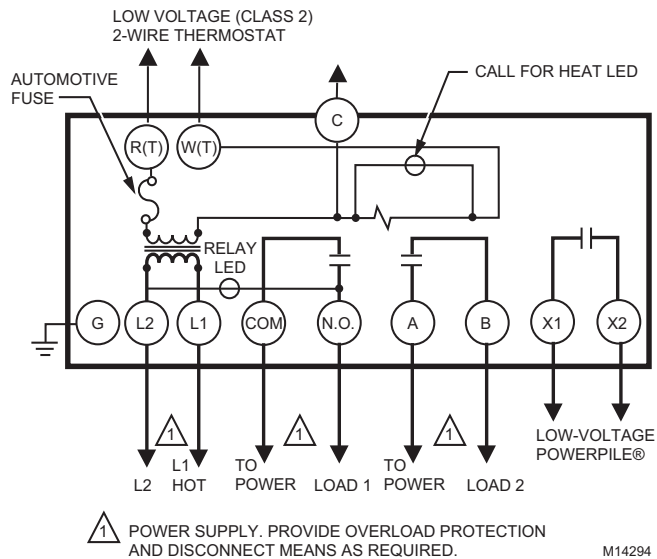 LOW VOLTAGE (CLASS 2)
2-WIRE THERMOSTAT
AUTOMOTIVE
FUSE
CALL FOR HEAT LED
C
R(T)
W(T)
RELAY
LED
G
L2
L1
COM
N.O.
A
B
X1
X2
1
1
1
L2
L1
HOT
TO
POWER
LOAD 1
TO
POWER
LOAD 2
LOW-VOLTAGE
POWERPILE®
1 POWER SUPPLY. PROVIDE OVERLOAD PROTECTION
AND DISCONNECT MEANS AS REQUIRED.
M14294